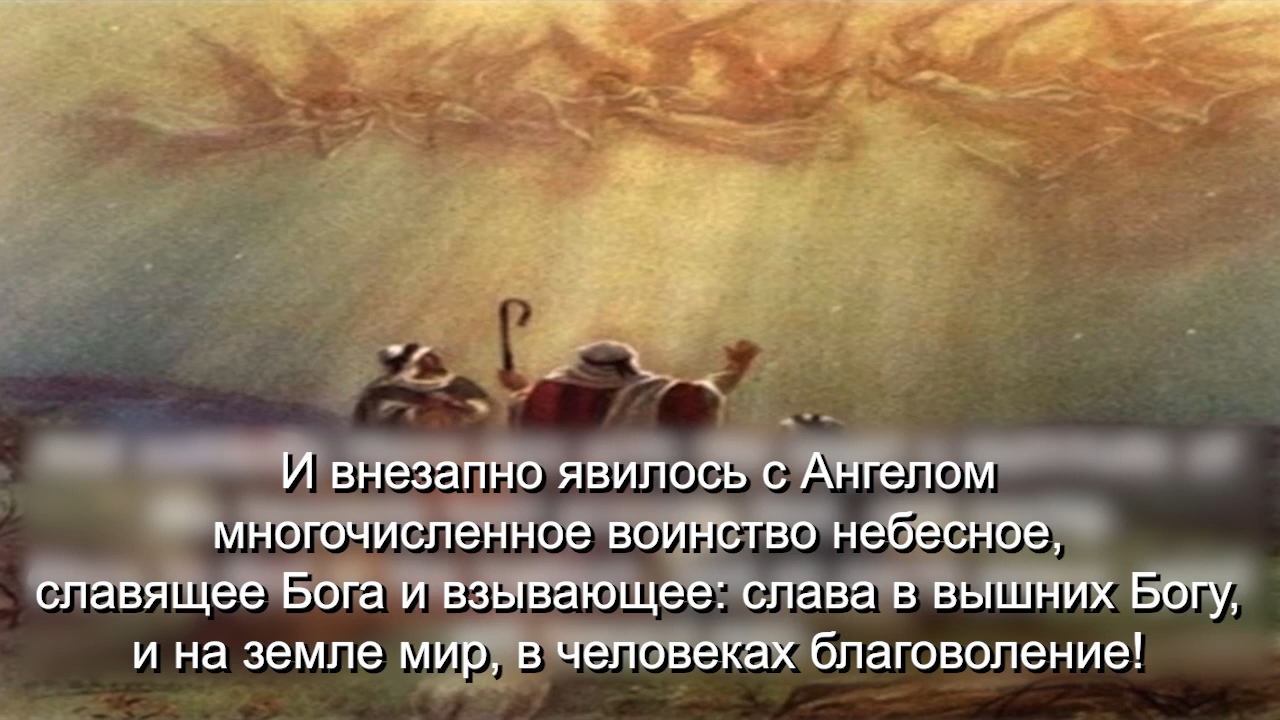 И внезапно явилось с Ангелом
многочисленное воинство небесное,
славящее Бога и взывающее: слава в вышних Богу,
и на земле мир, в человеках благоволение!